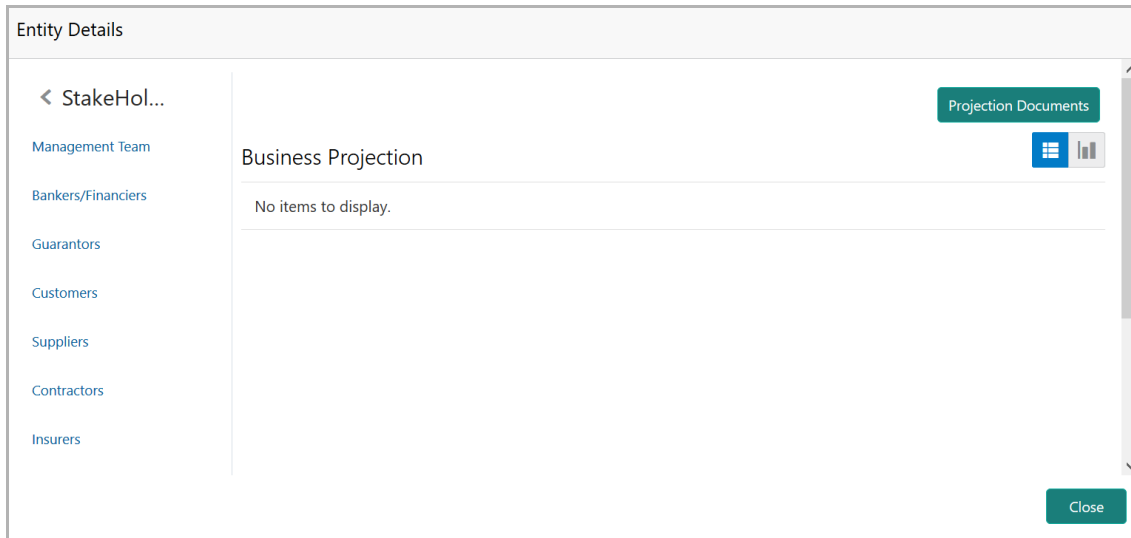 Entity Details
StakeHol...
Management Team
Bankers/Financiers
Guarantors
Customers
Suppliers
Contractors
Insurers
Projection Documents
Business Projection
No items to display.
Close